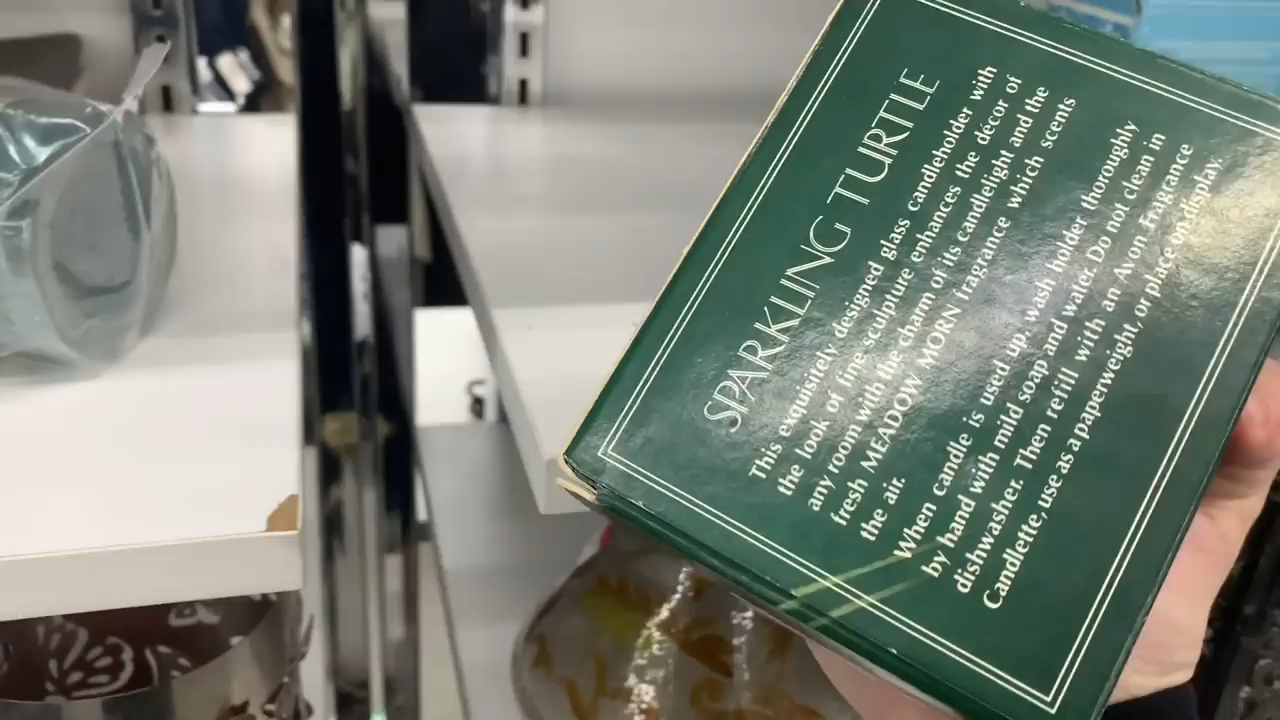 SPARKLING TURTLE
This exquisitely designed glass candleholder with
the look of fine sculpture enhances the décor of
any room with the charm of its candlelight and the
fresh MEADOW MORN fragrance which scents
the air.
When candle is used up, wash holder thoroughly
by hand with mild soap and water. Do not clean in
dishwasher. Then refill with an Avon Fragrance
Candlette, use as a paperweight, or place on display.